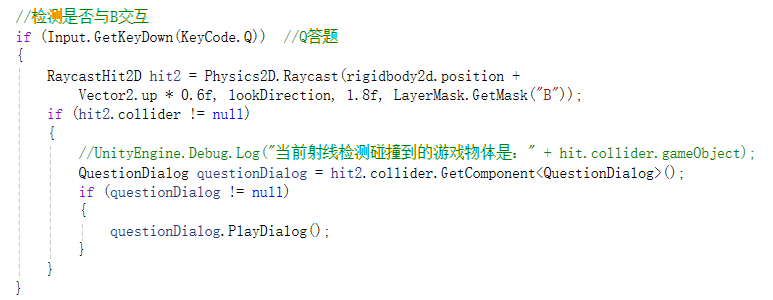 //检测是否与B交互
if (Input.GetKeyDown(KeyCode.Q))  //Q答题
{
    RaycastHit2D hit2 = Physics2D.Raycast(rigidbody2d.position +
        Vector2.up * 0.6f, lookDirection, 1.8f, LayerMask.GetMask("B"));
    if (hit2.collider != null)
    {
        //UnityEngine.Debug.Log("当前射线检测碰撞到的游戏物体是：" + hit.collider.gameObject);
        QuestionDialog questionDialog = hit2.collider.GetComponent<QuestionDialog>();
        if (questionDialog != null)
        {
            questionDialog.PlayDialog();
        }
    }
}